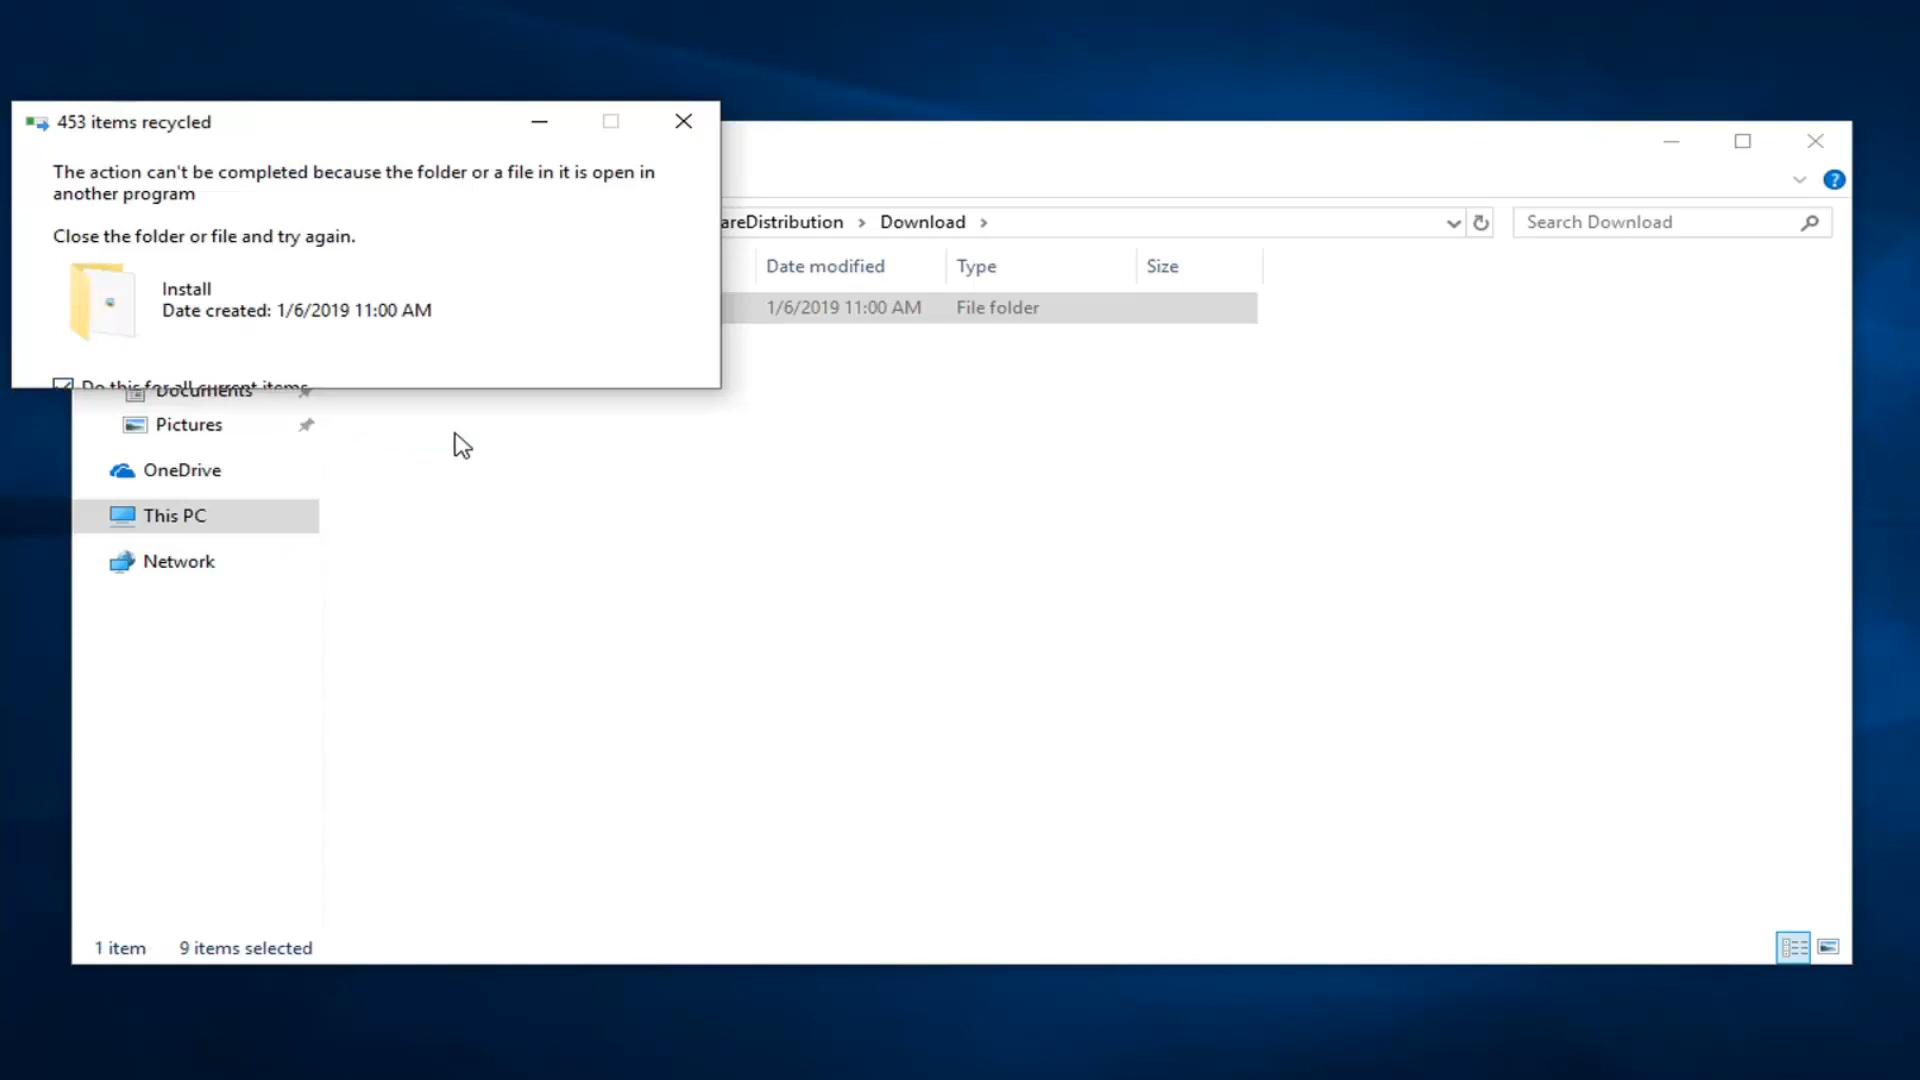 453 items recycled
The action can't be completed because the folder or a file in it is open in
another program
Close the folder or file and try again.
Install
Date created: 1/6/2019 11:00 AM
Do this for all current items
areDistribution > Download >
Search Download
Date modified
Type
Size
1/6/2019 11:00 AM
File folder
Documents
Pictures
OneDrive
This PC
Network
1 item
9 items selected